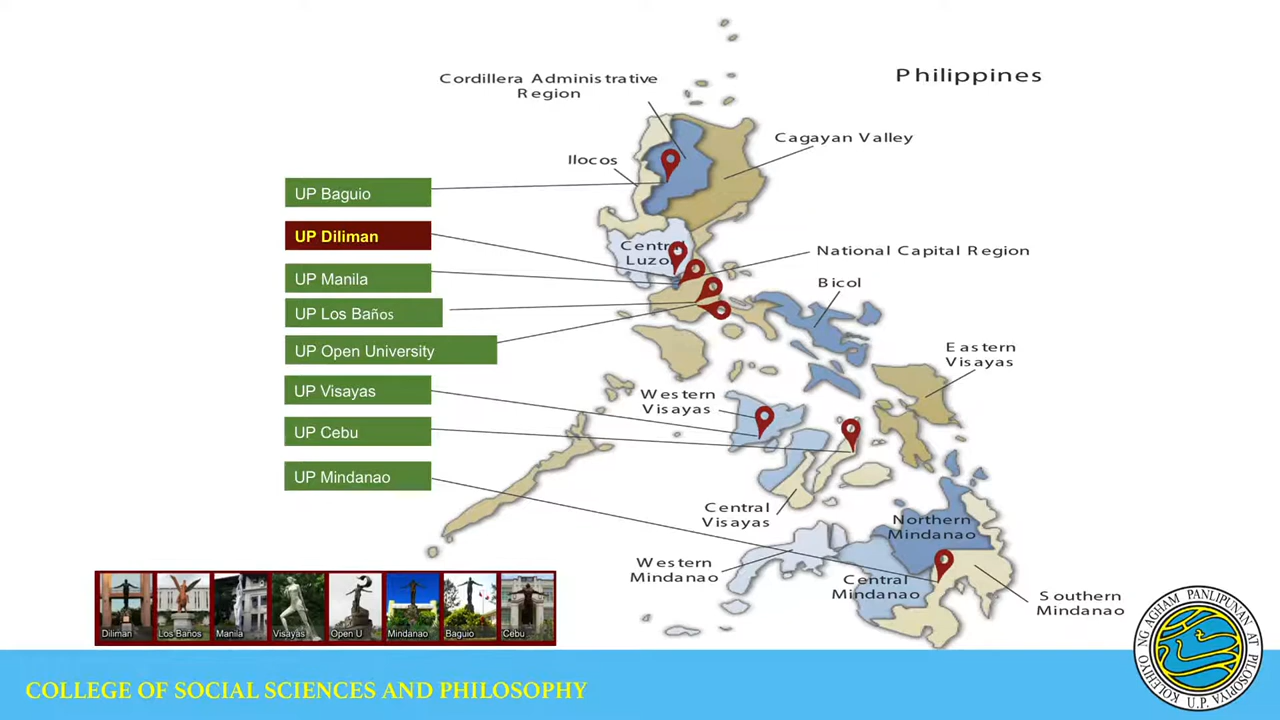 Philippines
Cordillera Administrative
Region
Cagayan Valley
Ilocos
UP Baguio
UP Diliman
Central
Luzon
National Capital Region
UP Manila
Bicol
UP Los Baños
UP Open University
Eastern
Visayas
UP Visayas
Western
Visayas
UP Cebu
UP Mindanao
Central
Visayas
Northern
Mindanao
Western
Mindanao
Central
Mindanao
Southern
Mindanao
Diliman
Los Baños
Manila
Visayas
Open U
Mindanao
Baguio
Cebu
KOLEHIYO NG AGHAM PANLIPUNAN AT PILOSOPIYA U.P.
COLLEGE OF SOCIAL SCIENCES AND PHILOSOPHY